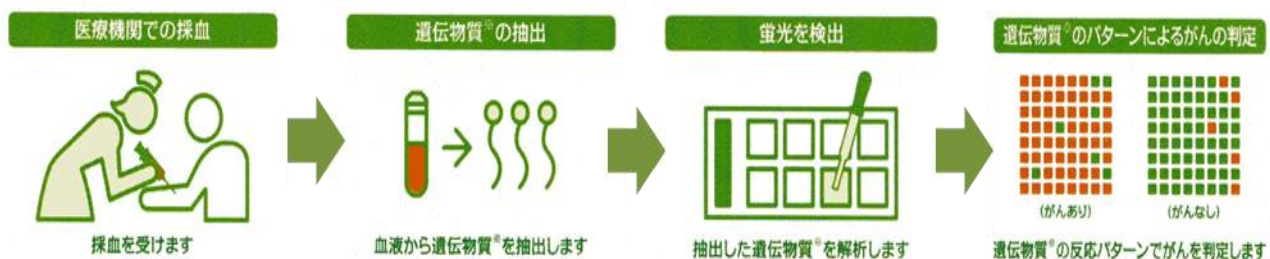 医療機関での採血
採血を受けます
遺伝物質※の抽出
血液から遺伝物質※を抽出します
蛍光を検出
抽出した遺伝物質※を解析します
遺伝物質※のパターンによるがんの判定
(がんあり)
(がんなし)
遺伝物質※の反応パターンでがんを判定します